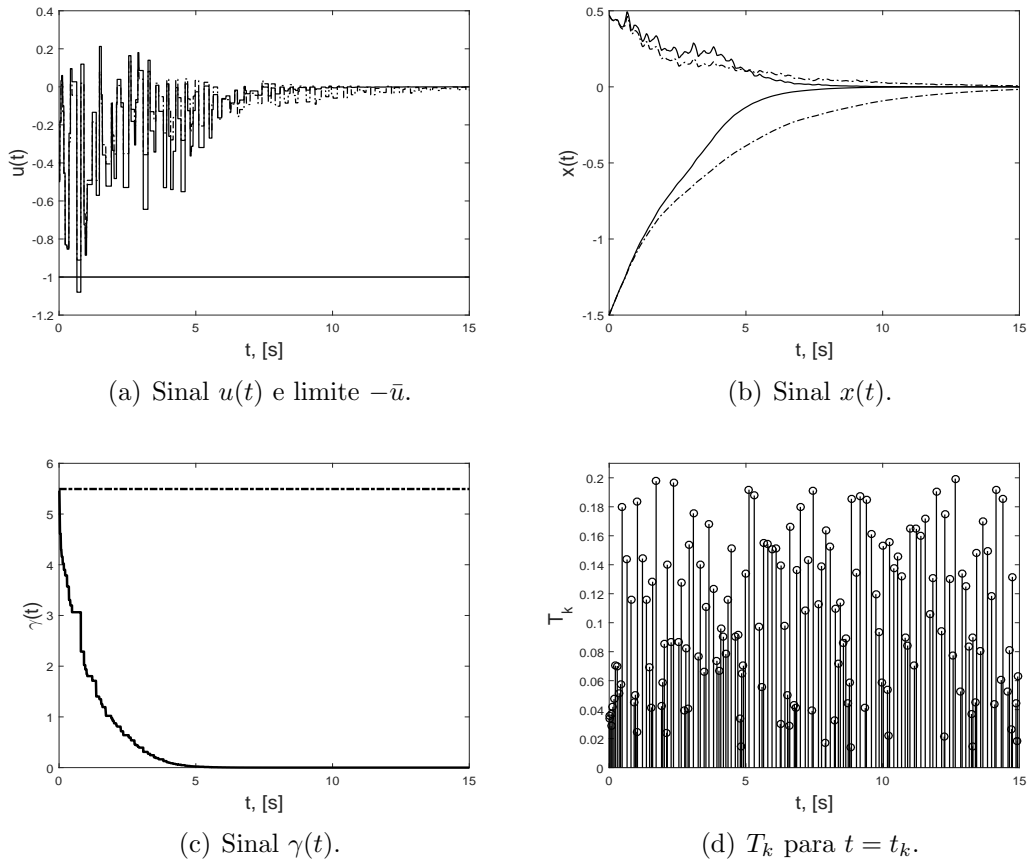 0.4
0.2
0
-0.2
-0.4
-0.6
-0.8
-1
-1.2
u(t)
0 5 10 15
t, [s]
(a) Sinal u(t) e limite −ū.
0.5
0
-0.5
-1
-1.5
x(t)
0 5 10 15
t, [s]
(b) Sinal x(t).
6
5
4
3
2
1
0
γ(t)
0 5 10 15
t, [s]
(c) Sinal γ(t).
0.2
0.18
0.16
0.14
0.12
0.1
0.08
0.06
0.04
0.02
0
T_k
0 5 10 15
t, [s]
(d) T_k para t = t_k.